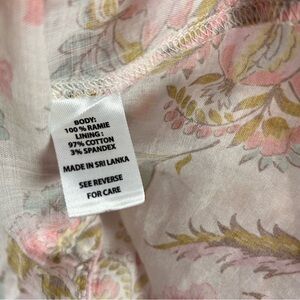 BODY:
100 % RAMIE
LINING :
97% COTTON
3% SPANDEX
MADE IN SRI LANKA
SEE REVERSE
FOR CARE